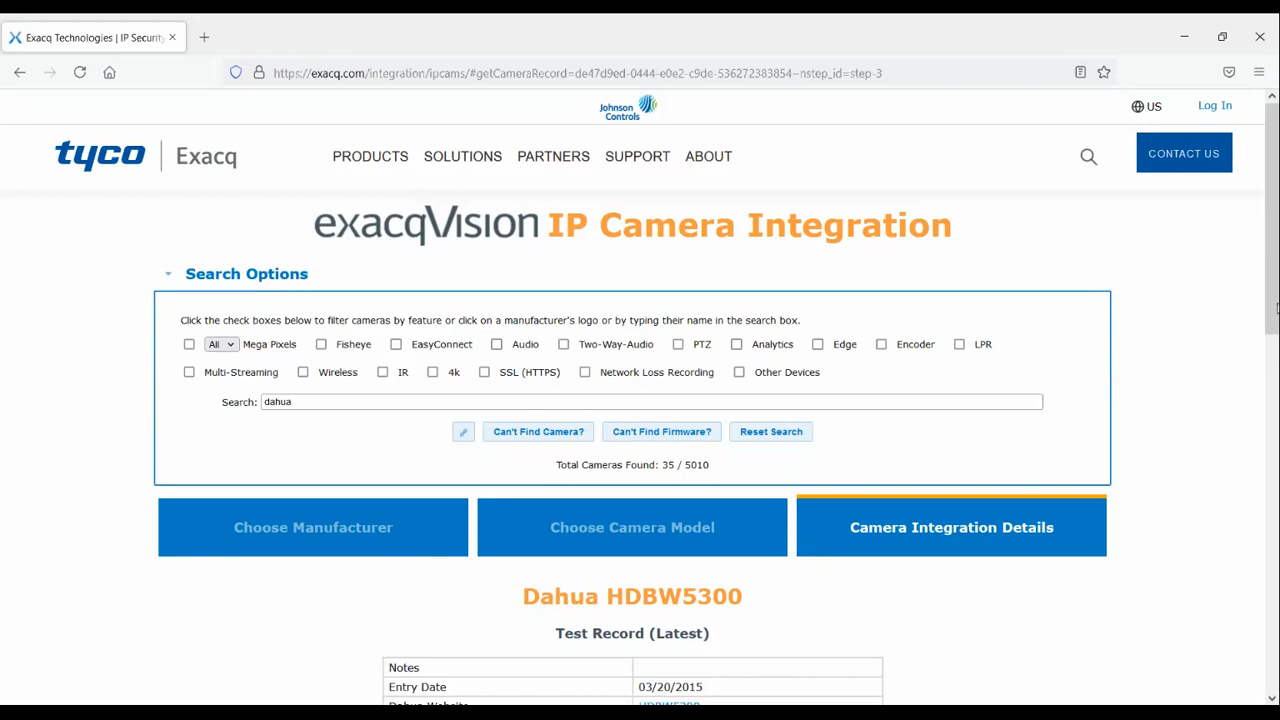 Exacq Technologies | IP Security
https://exacq.com/integration/ipcams/#getCameraRecord=de47d9ed-0444-e0e2-c9de-536272383854~nstep_id=step-3
Johnson Controls
US
Log In
tyco | Exacq
PRODUCTS SOLUTIONS PARTNERS SUPPORT ABOUT
CONTACT US
exacqVision IP Camera Integration
Search Options
Click the check boxes below to filter cameras by feature or click on a manufacturer's logo or by typing their name in the search box.
All Mega Pixels Fisheye EasyConnect Audio Two-Way-Audio PTZ Analytics Edge Encoder LPR
Multi-Streaming Wireless IR 4k SSL (HTTPS) Network Loss Recording Other Devices
Search: dahua
Can't Find Camera? Can't Find Firmware? Reset Search
Total Cameras Found: 35 / 5010
Choose Manufacturer Choose Camera Model Camera Integration Details
Dahua HDBW5300
Test Record (Latest)
Notes
Entry Date 03/20/2015
Dahua Website HDBW5300